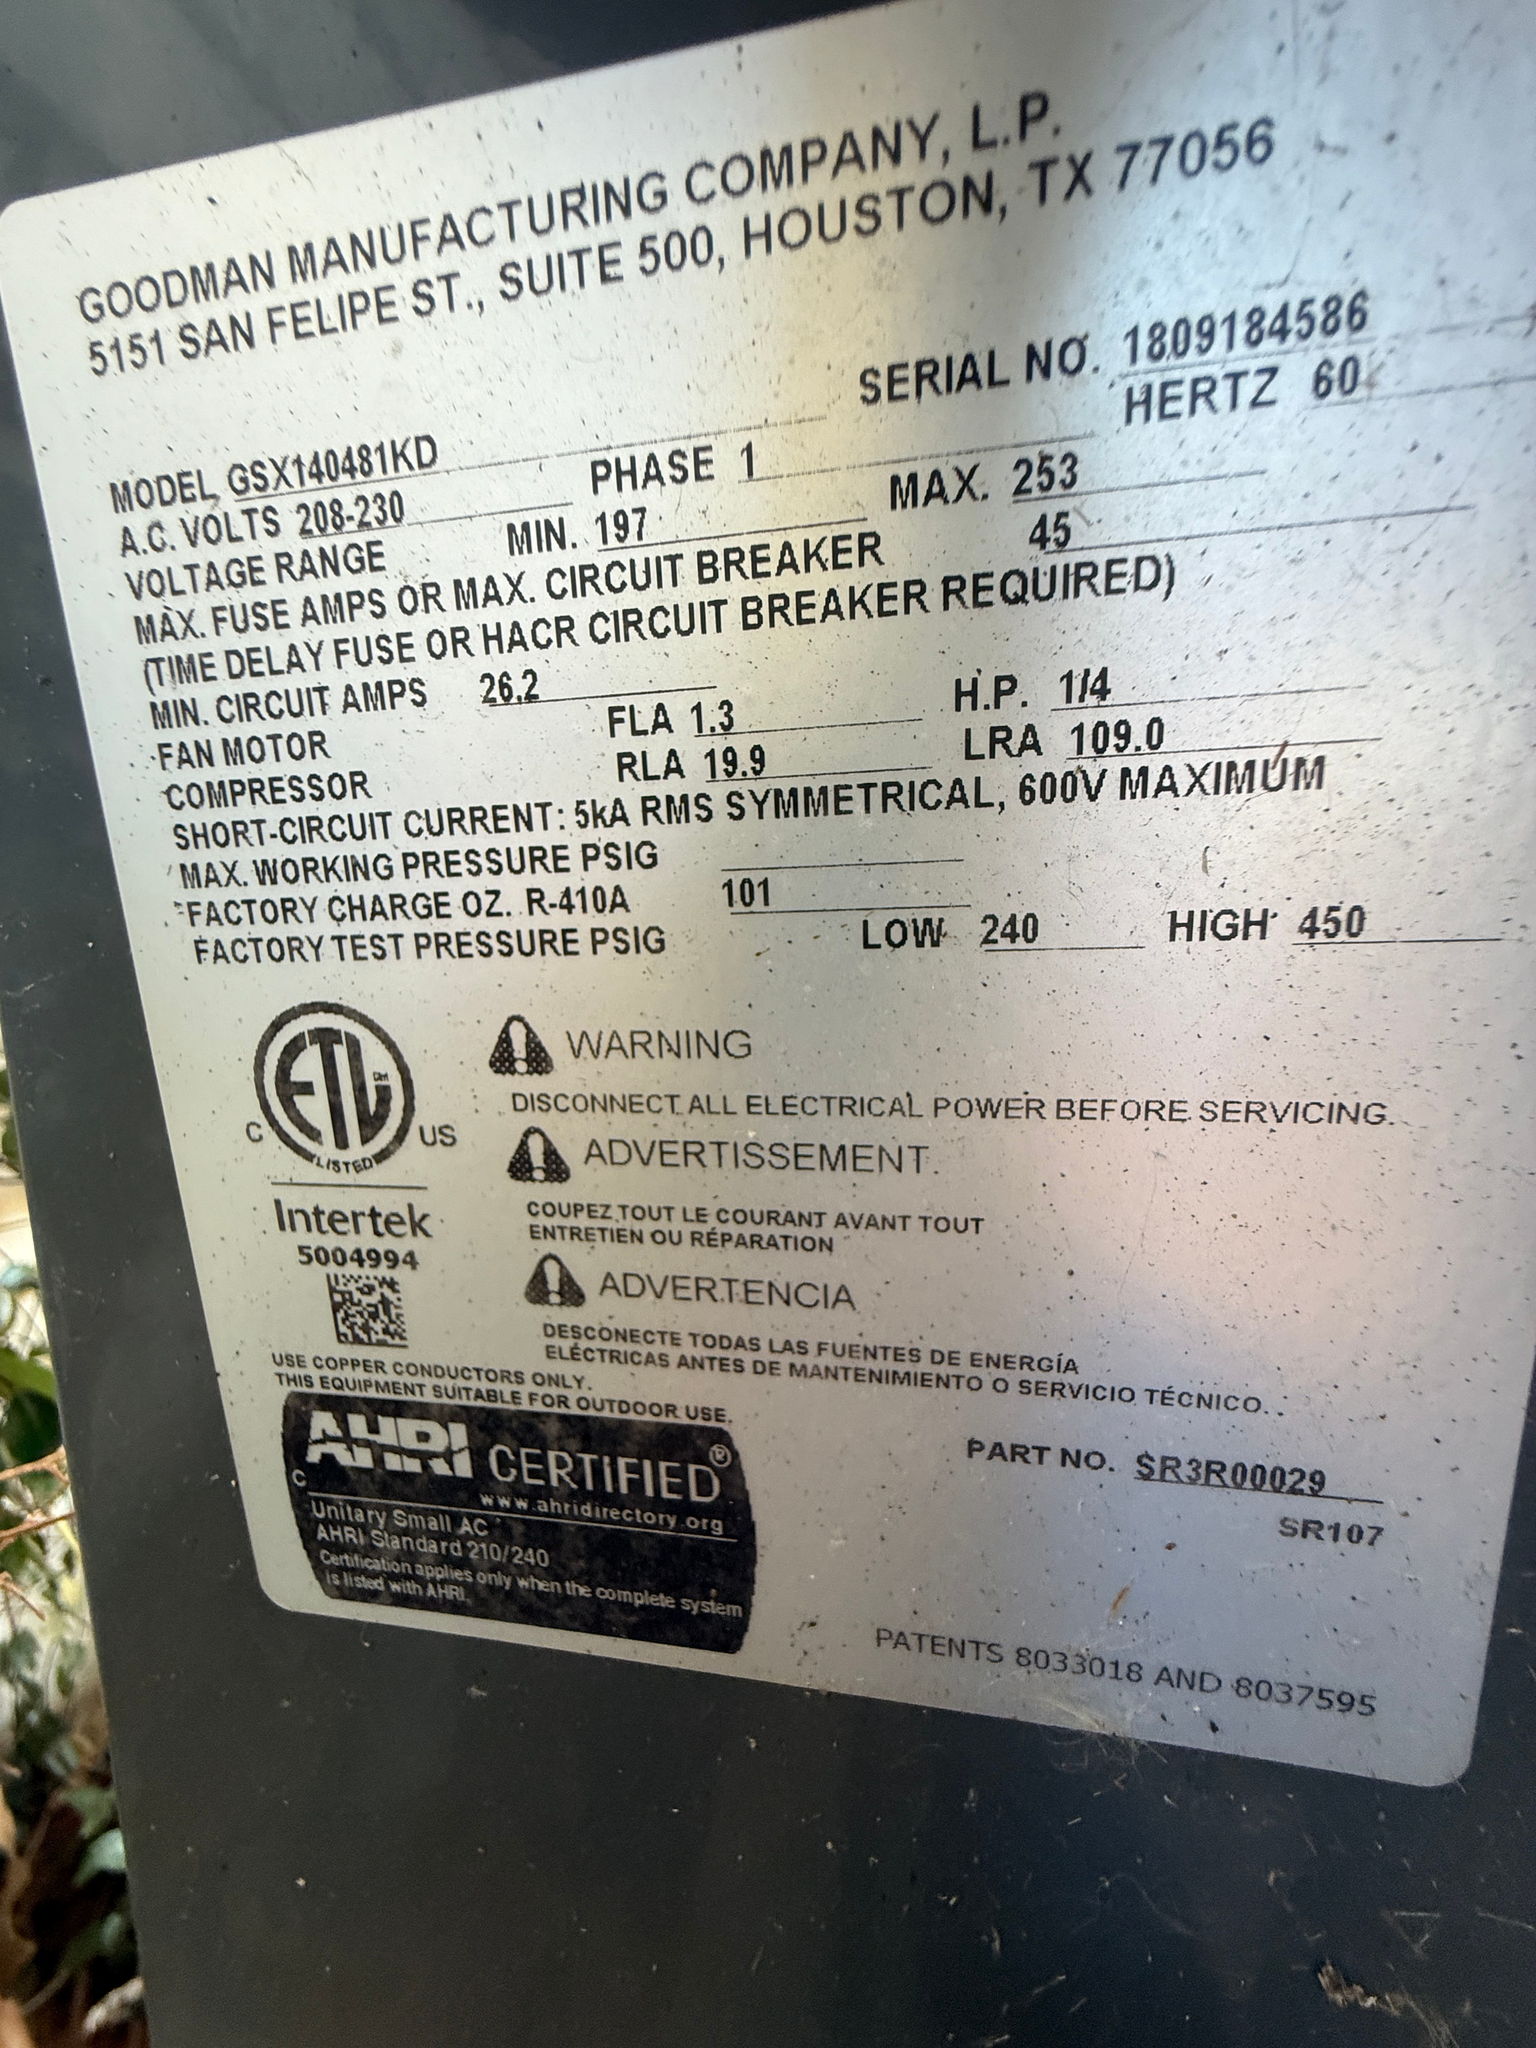 GOODMAN MANUFACTURING COMPANY, L.P.
5151 SAN FELIPE ST., SUITE 500, HOUSTON, TX 77056
SERIAL NO. 1809184586
MODEL GSX140481KD PHASE 1 HERTZ 60
A.C. VOLTS 208-230
VOLTAGE RANGE MIN. 197 MAX. 253
MAX. FUSE AMPS OR MAX. CIRCUIT BREAKER 45
(TIME DELAY FUSE OR HACR CIRCUIT BREAKER REQUIRED)
MIN. CIRCUIT AMPS 26.2
FAN MOTOR FLA 1.3 H.P. 1/4
COMPRESSOR RLA 19.9 LRA 109.0
SHORT-CIRCUIT CURRENT: 5kA RMS SYMMETRICAL, 600V MAXIMUM
MAX. WORKING PRESSURE PSIG
FACTORY CHARGE OZ. R-410A 101
FACTORY TEST PRESSURE PSIG LOW 240 HIGH 450
ETL CM
LISTED
C US
Intertek
5004994
WARNING
DISCONNECT ALL ELECTRICAL POWER BEFORE SERVICING.
ADVERTISSEMENT
COUPEZ TOUT LE COURANT AVANT TOUT
ENTRETIEN OU RÉPARATION
ADVERTENCIA
DESCONECTE TODAS LAS FUENTES DE ENERGÍA
ELÉCTRICAS ANTES DE MANTENIMIENTO O SERVICIO TÉCNICO.
USE COPPER CONDUCTORS ONLY.
THIS EQUIPMENT SUITABLE FOR OUTDOOR USE.
C AHRI CERTIFIED®
www.ahridirectory.org
Unitary Small AC
AHRI Standard 210/240
Certification applies only when the complete system
is listed with AHRI.
PART NO. SR3R00029
SR107
PATENTS 8033018 AND 8037595